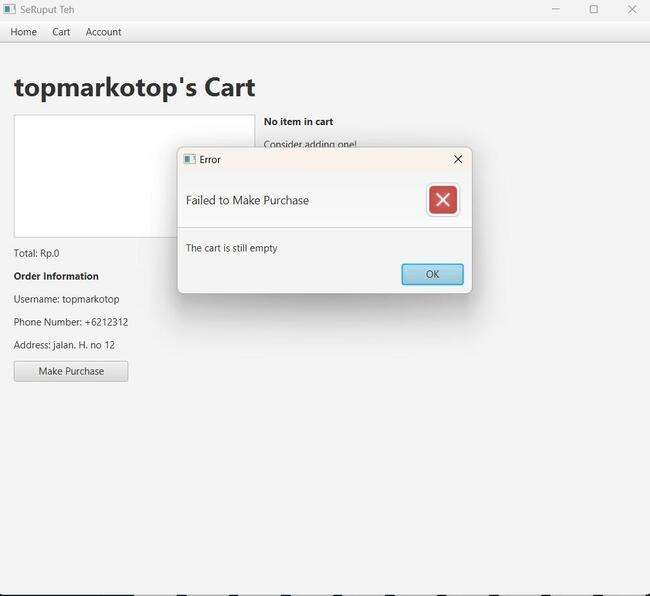 SeRuput Teh
Home Cart Account
topmarkotop's Cart
No item in cart
Consider adding one!
Error
Failed to Make Purchase
The cart is still empty
OK
Total: Rp.0
Order Information
Username: topmarkotop
Phone Number: +6212312
Address: jalan. H. no 12
Make Purchase